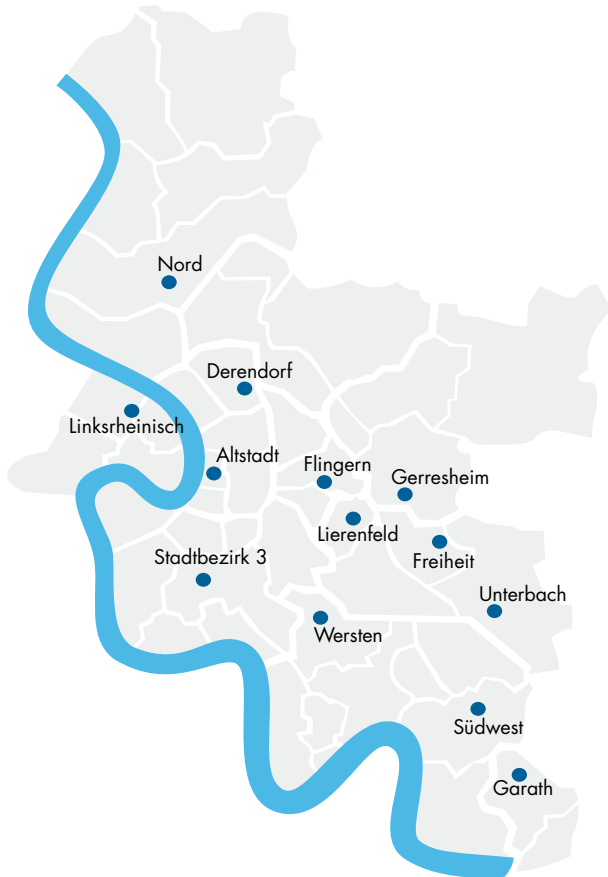 Nord
Derendorf
Linksrheinisch
Altstadt
Flingern
Gerresheim
Lierenfeld
Freiheit
Stadtbezirk 3
Unterbach
Wersten
Südwest
Garath